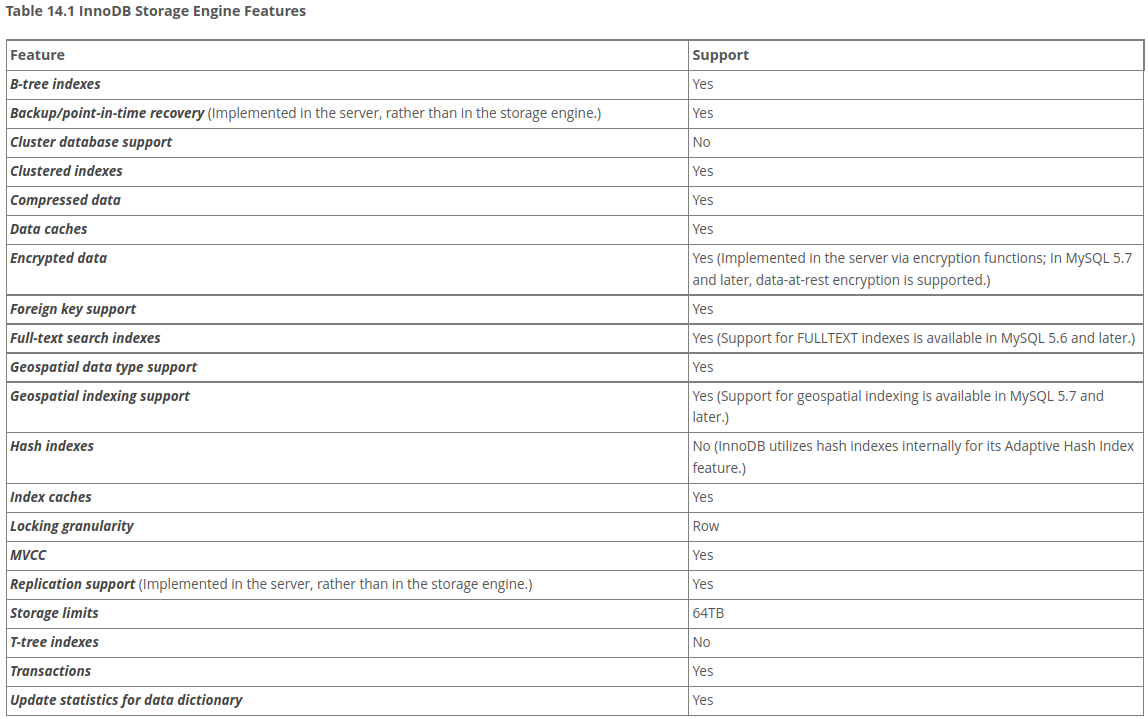 Table 14.1 InnoDB Storage Engine Features
Feature Support
B-tree indexes Yes
Backup/point-in-time recovery (Implemented in the server, rather than in the storage engine.) Yes
Cluster database support No
Clustered indexes Yes
Compressed data Yes
Data caches Yes
Encrypted data Yes (Implemented in the server via encryption functions; In MySQL 5.7
and later, data-at-rest encryption is supported.)
Foreign key support Yes
Full-text search indexes Yes (Support for FULLTEXT indexes is available in MySQL 5.6 and later.)
Geospatial data type support Yes
Geospatial indexing support Yes (Support for geospatial indexing is available in MySQL 5.7 and
later.)
Hash indexes No (InnoDB utilizes hash indexes internally for its Adaptive Hash Index
feature.)
Index caches Yes
Locking granularity Row
MVCC Yes
Replication support (Implemented in the server, rather than in the storage engine.) Yes
Storage limits 64TB
T-tree indexes No
Transactions Yes
Update statistics for data dictionary Yes